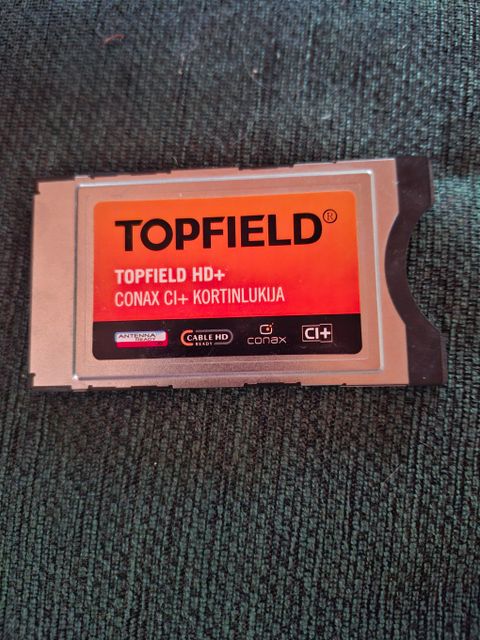 TOPFIELD®
TOPFIELD HD+
CONAX CI+ KORTINLUKIJA
ANTENNA READY
CABLE HD READY
conax
CI+